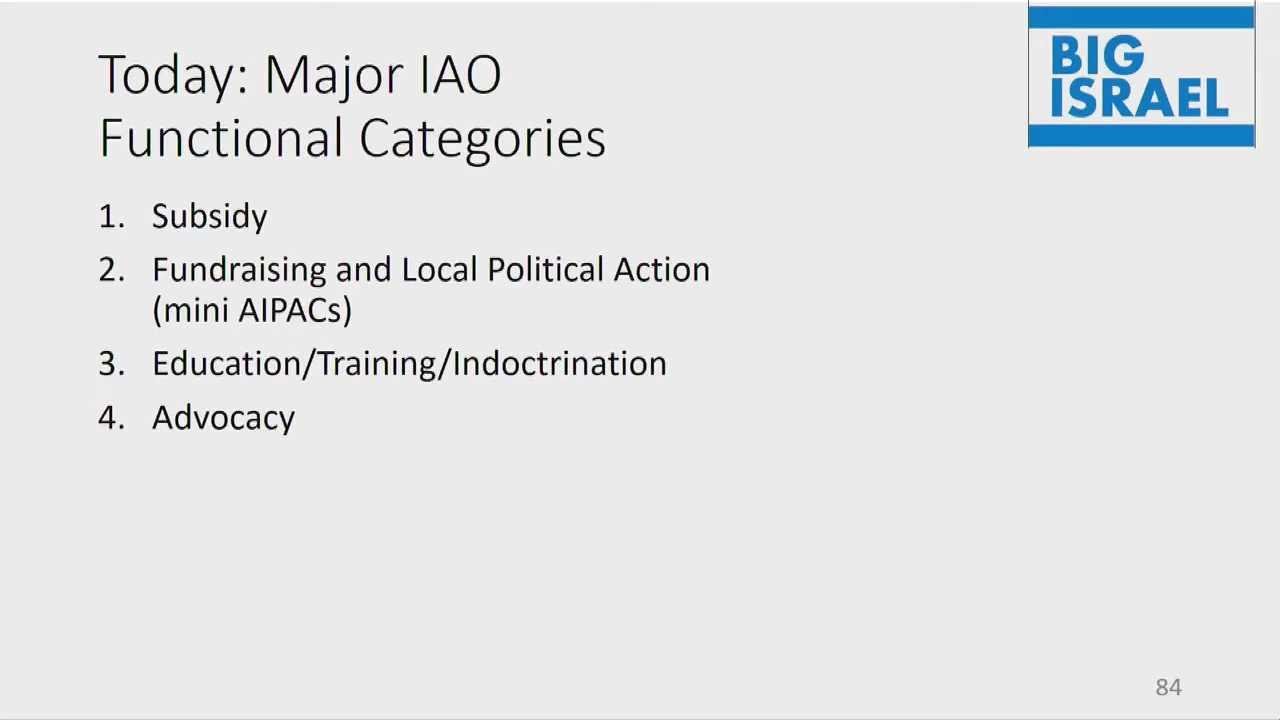 Today: Major IAO
Functional Categories
BIG
ISRAEL
1. Subsidy
2. Fundraising and Local Political Action
(mini AIPACs)
3. Education/Training/Indoctrination
4. Advocacy
84